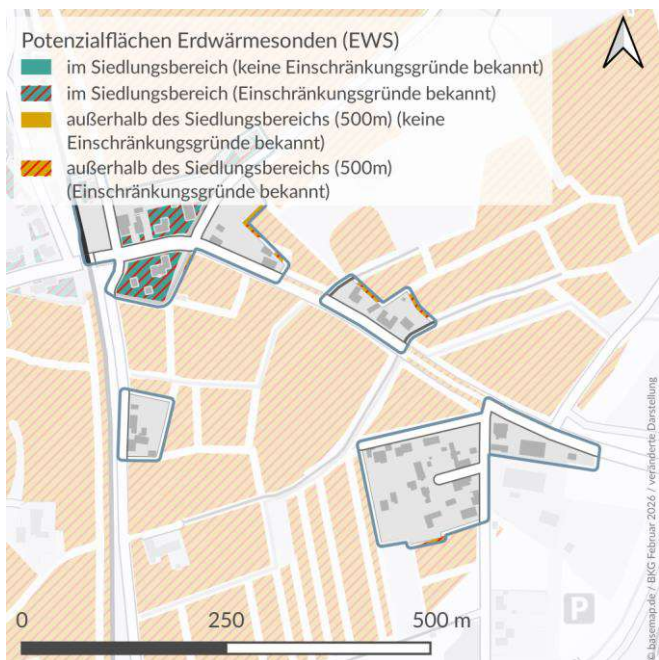 Potenzialflächen Erdwärmesonden (EWS)
im Siedlungsbereich (keine Einschränkungsgründe bekannt)
im Siedlungsbereich (Einschränkungsgründe bekannt)
außerhalb des Siedlungsbereichs (500m) (keine
Einschränkungsgründe bekannt)
außerhalb des Siedlungsbereichs (500m)
(Einschränkungsgründe bekannt)
P
0 250 500 m
© basemap.de / BKG Februar 2026 / veränderte Darstellung